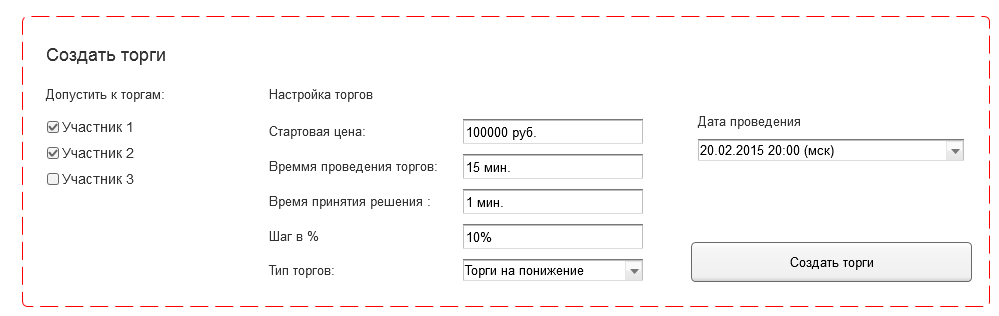 Создать торги
Допустить к торгам:
Участник 1
Участник 2
Участник 3
Настройка торгов
Стартовая цена: 100000 руб.
Времмя проведения торгов: 15 мин.
Время принятия решения : 1 мин.
Шаг в % 10%
Тип торгов: Торги на понижение
Дата проведения
20.02.2015 20:00 (мск)
Создать торги